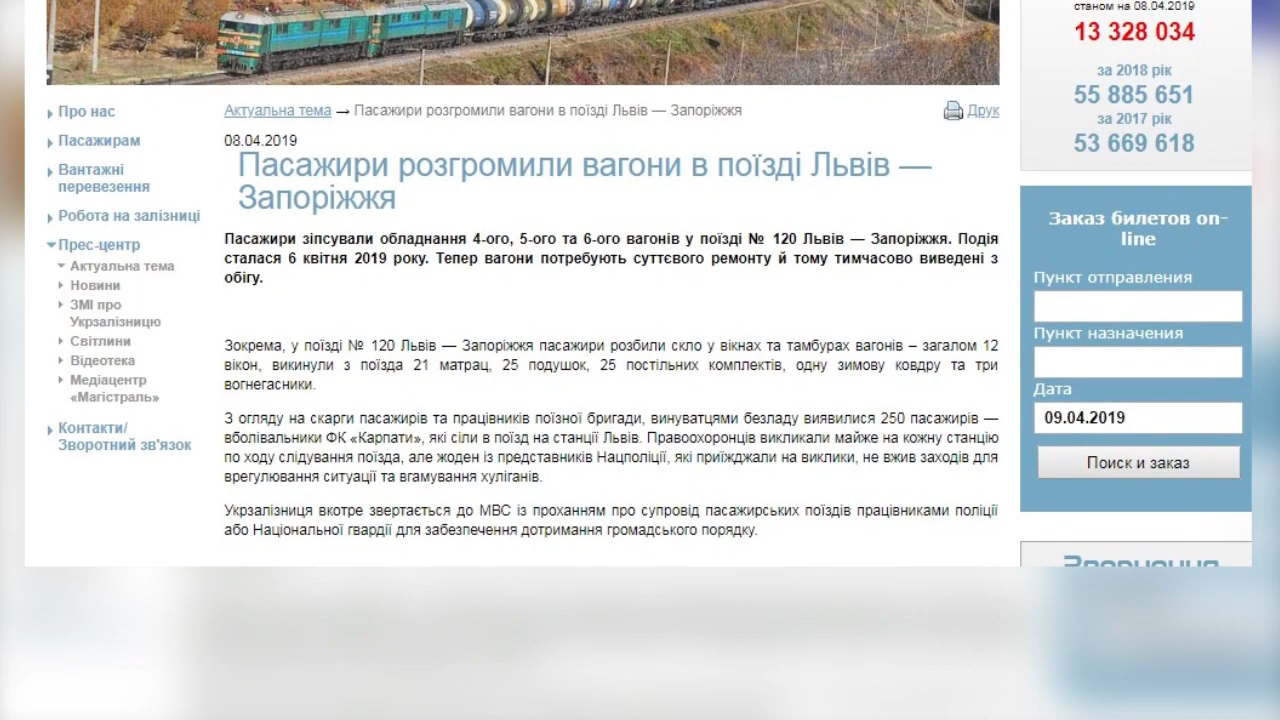 Про нас
Пасажирам
Вантажні
перевезення
Робота на залізниці
Прес-центр
Актуальна тема
Новини
ЗМІ про
Укрзалізницю
Світлини
Відеотека
Медіацентр
«Магістраль»
Контакти/
Зворотний зв'язок
Актуальна тема → Пасажири розгромили вагони в поїзді Львів — Запоріжжя
Друк
08.04.2019
Пасажири розгромили вагони в поїзді Львів —
Запоріжжя
Пасажири зіпсували обладнання 4-ого, 5-ого та 6-ого вагонів у поїзді № 120 Львів — Запоріжжя. Подія
сталася 6 квітня 2019 року. Тепер вагони потребують суттєвого ремонту й тому тимчасово виведені з
обігу.
Зокрема, у поїзді № 120 Львів — Запоріжжя пасажири розбили скло у вікнах та тамбурах вагонів – загалом 12
вікон, викинули з поїзда 21 матрац, 25 подушок, 25 постільних комплектів, одну зимову ковдру та три
вогнегасники.
З огляду на скарги пасажирів та працівників поїзної бригади, винуватцями безладу виявилися 250 пасажирів —
вболівальники ФК «Карпати», які сіли в поїзд на станції Львів. Правоохоронців викликали майже на кожну станцію
по ходу слідування поїзда, але жоден із представників Нацполіції, які приїжджали на виклики, не вжив заходів для
врегулювання ситуації та вгамування хуліганів.
Укрзалізниця вкотре звертається до МВС із проханням про супровід пасажирських поїздів працівниками поліції
або Національної гвардії для забезпечення дотримання громадського порядку.
станом на 08.04.2019
13 328 034
за 2018 рік
55 885 651
за 2017 рік
53 669 618
Заказ билетов on-
line
Пункт отправления
Пункт назначения
Дата
09.04.2019
Поиск и заказ